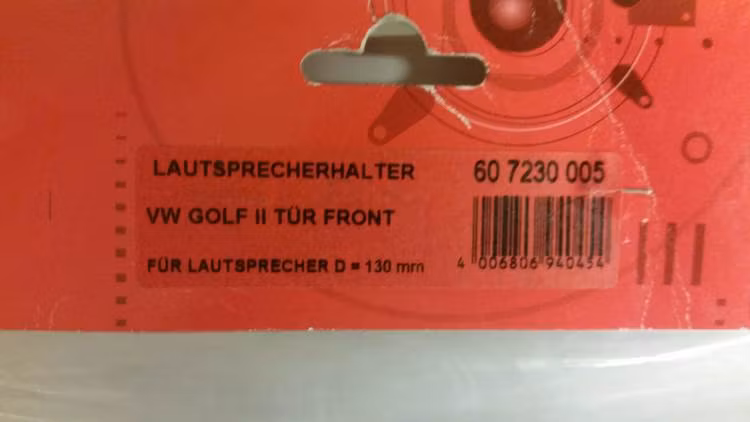 LAUTSPRECHERHALTER 60 7230 005
VW GOLF II TÜR FRONT
FÜR LAUTSPRECHER D = 130 mm
4 006806 940454